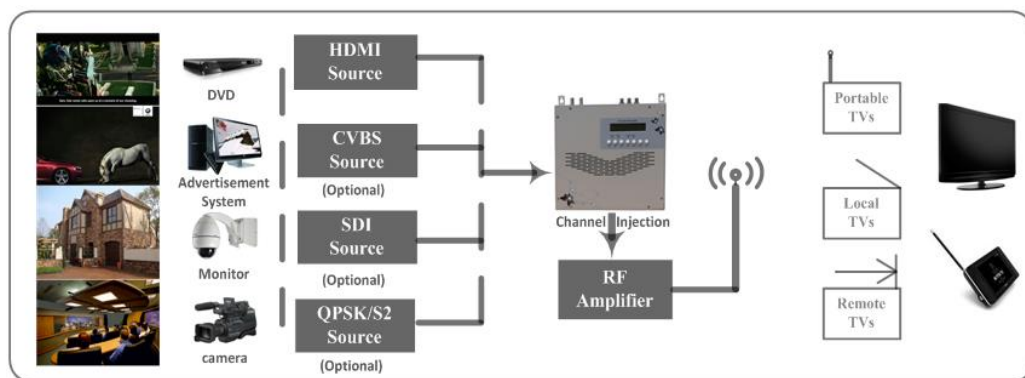 DVD
Advertisement
System
Monitor
camera
HDMI
Source
CVBS
Source
(Optional)
SDI
Source
(Optional)
QPSK/S2
Source
(Optional)
Channel Injection
RF
Amplifier
Portable
TVs
Local
TVs
Remote
TVs